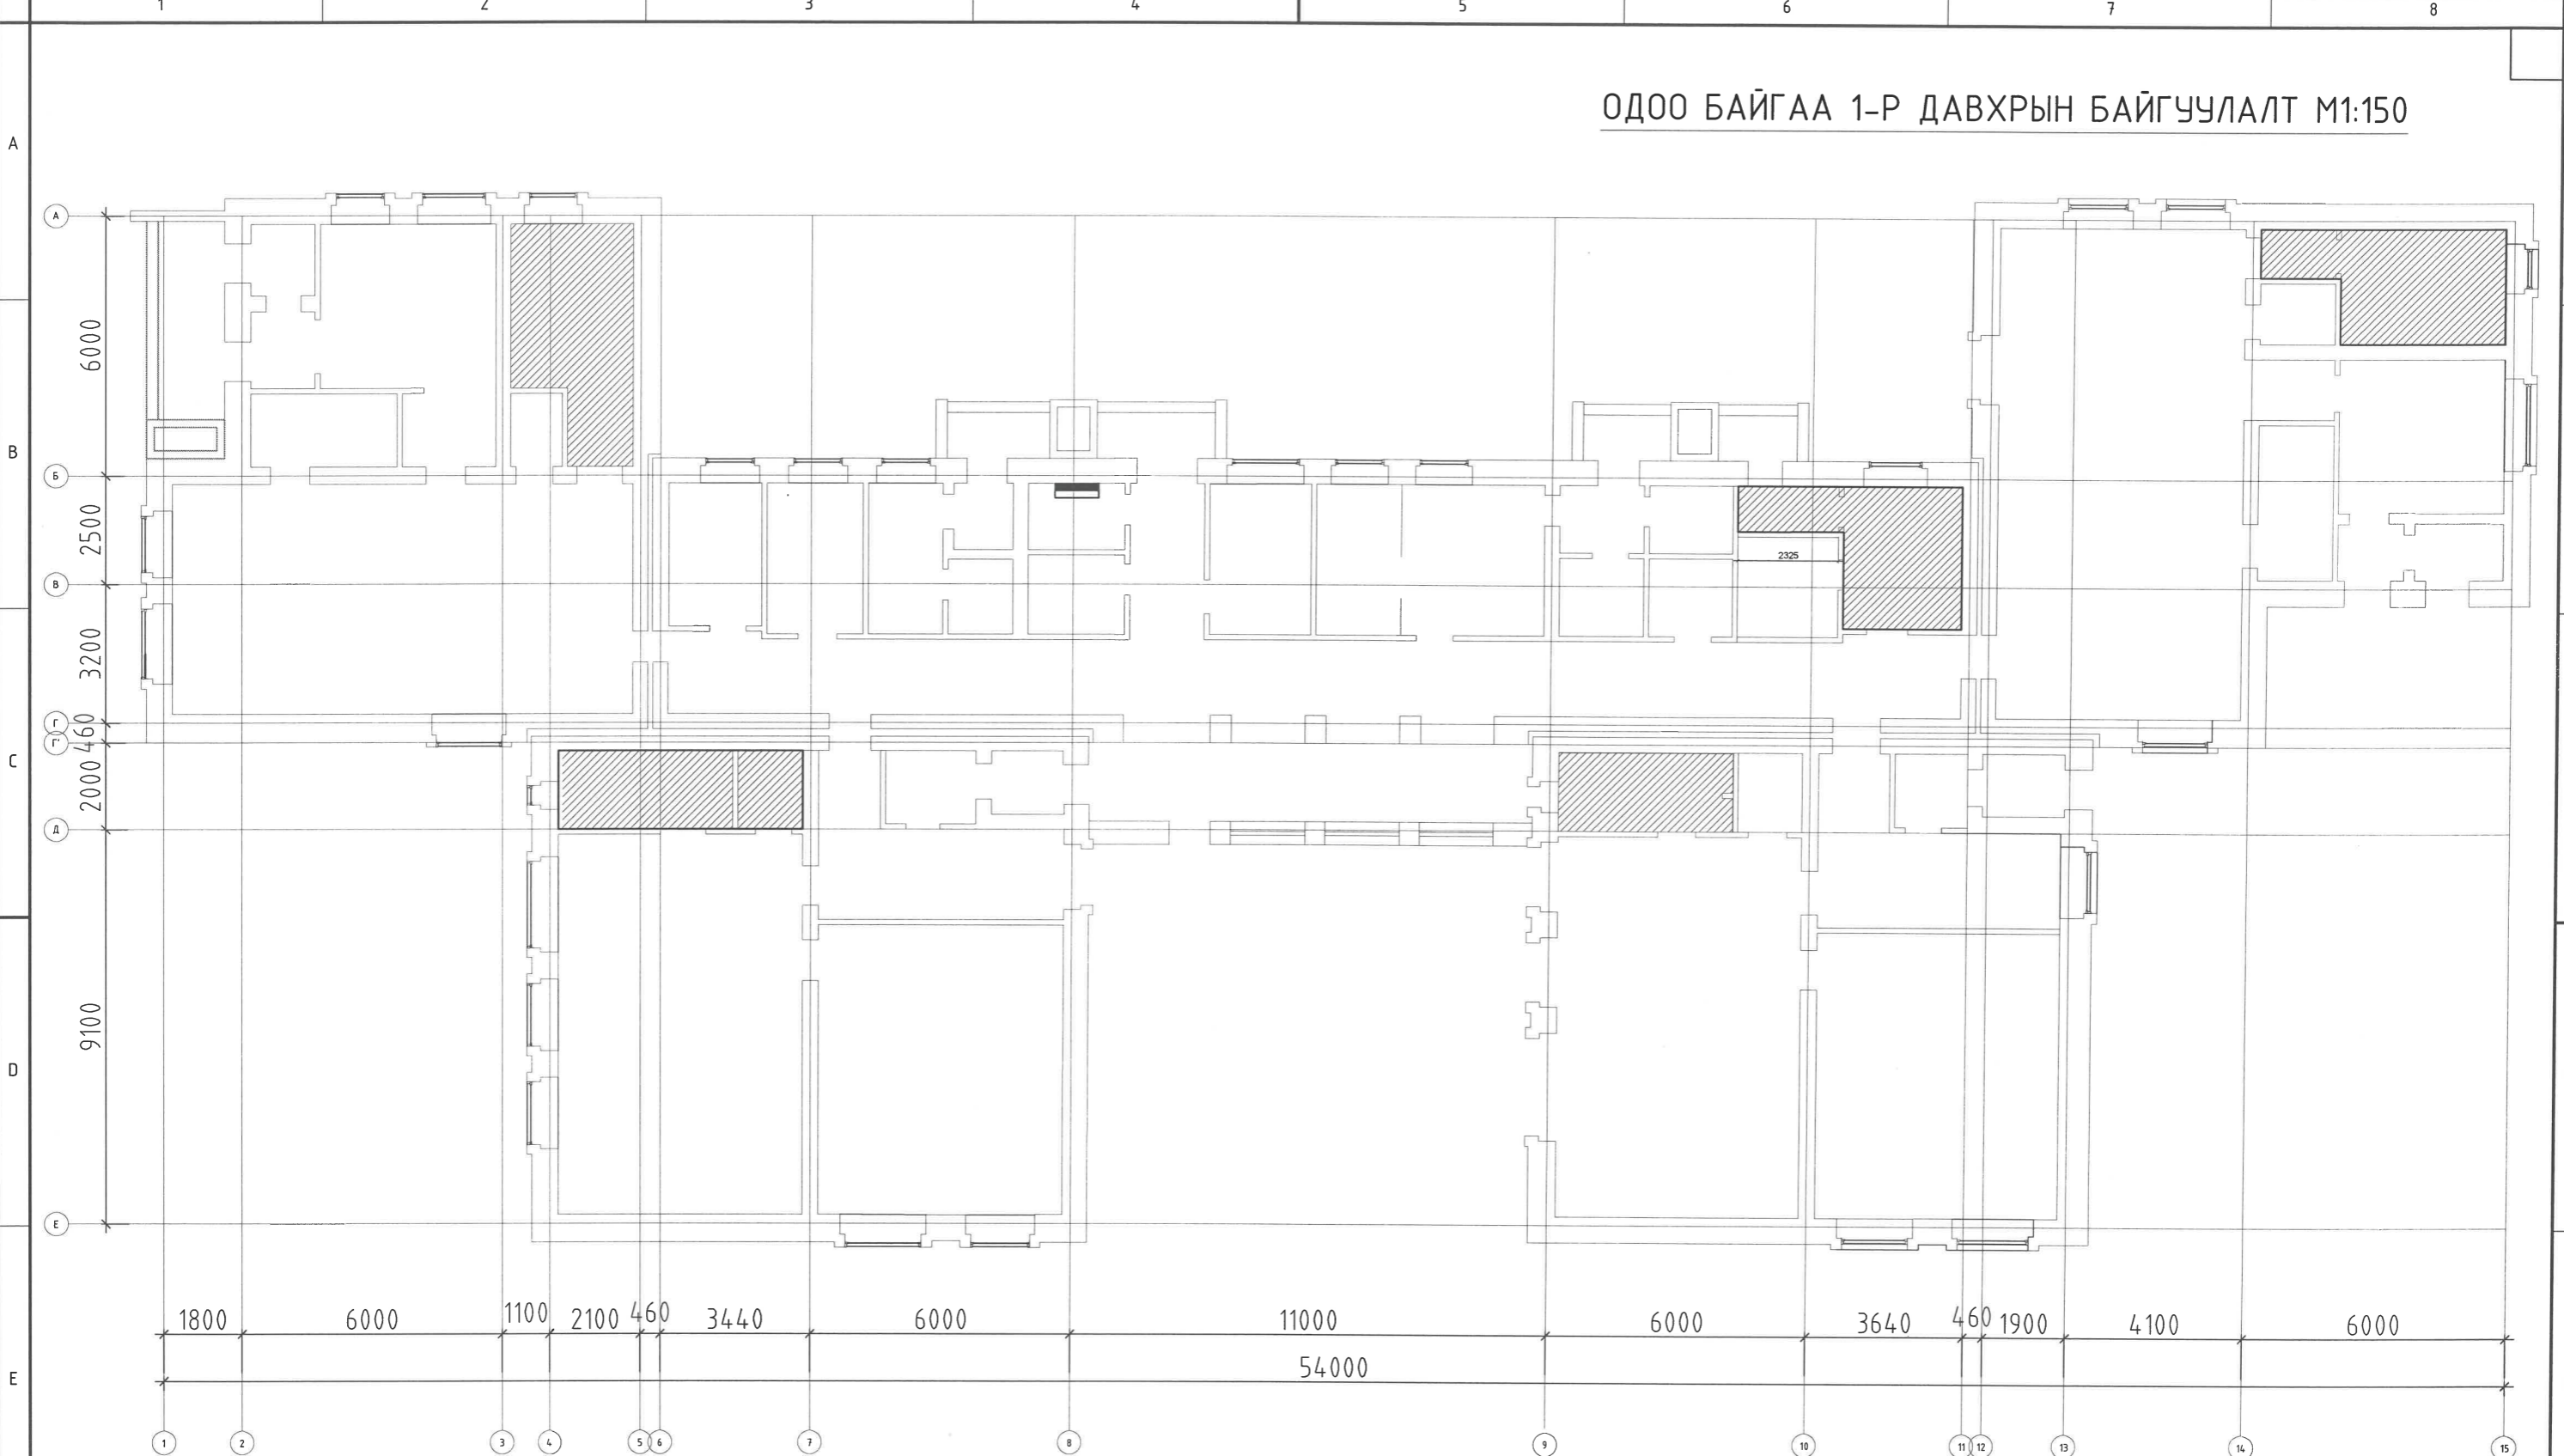 1 2 3 4 5 6 7 8
ОДОО БАЙГАА 1-Р ДАВХРЫН БАЙГУУЛАЛТ М1:150
A
B
C
D
E
А
Б
В
Г
Г'
Д
Е
6000
2500
3200
460
2000
9100
2325
1800 6000 1100 2100 460 3440 6000 11000 6000 3640 460 1900 4100 6000
54000
1 2 3 4 5 6 7 8 9 10 11 12 13 14 15